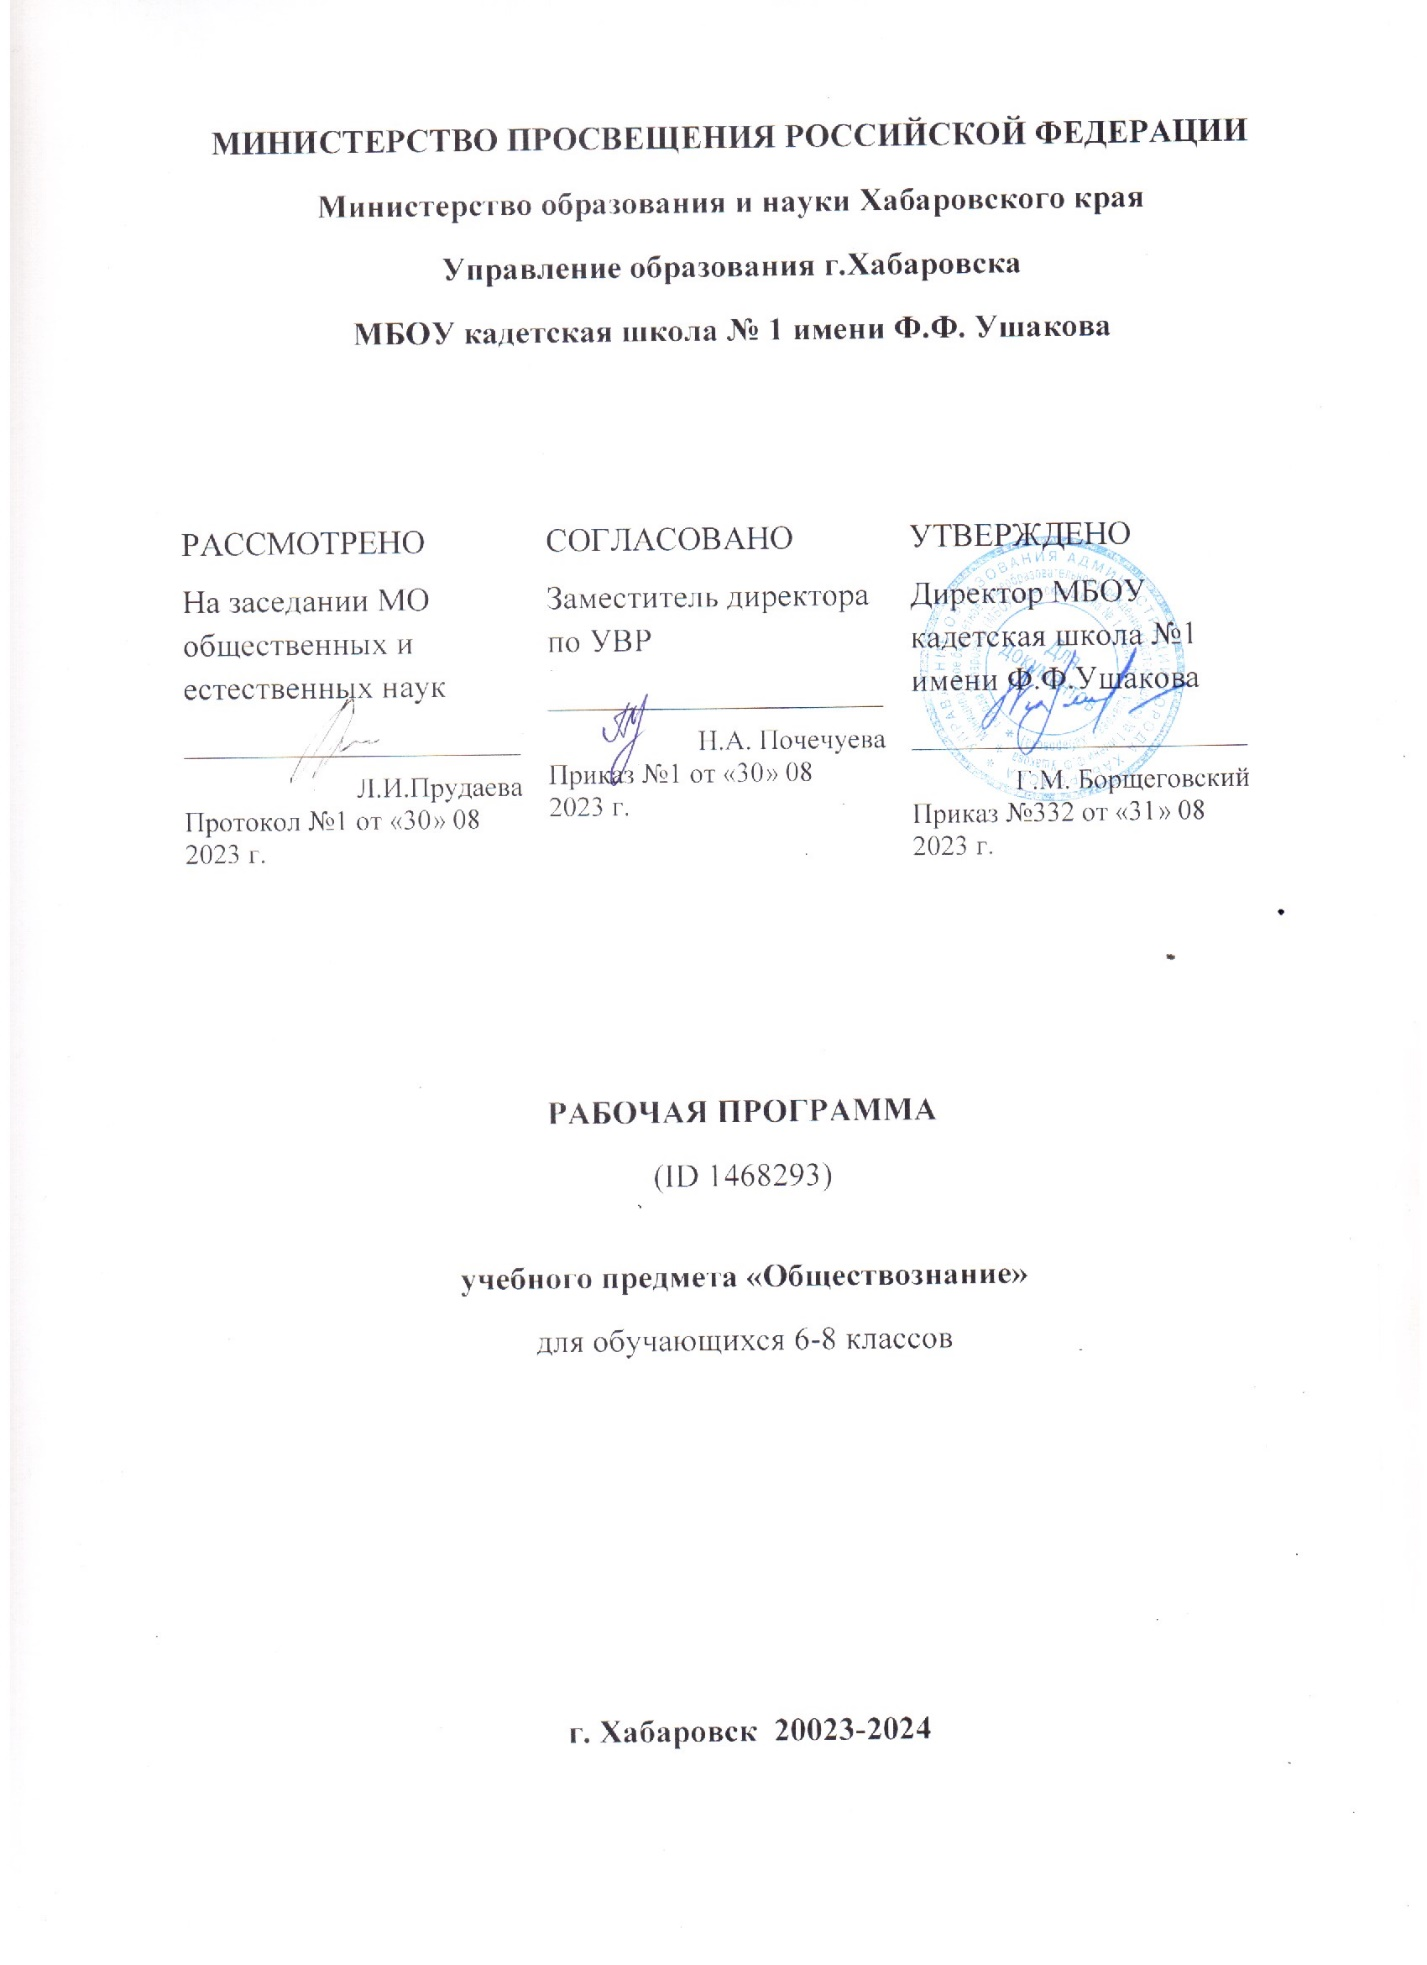 МИНИСТЕРСТВО ПРОСВЕЩЕНИЯ РОССИЙСКОЙ ФЕДЕРАЦИИ
Министерство образования и науки Хабаровского края
Управление образования г.Хабаровска
МБОУ кадетская школа № 1 имени Ф.Ф. Ушакова
РАССМОТРЕНО
На заседании МО
общественных и
естественных наук
Л.И.Прудаева
Протокол №1 от «30» 08
2023 г.
СОГЛАСОВАНО
Заместитель директора
по УВР
Н.А. Почечуева
Приказ №1 от «30» 08
2023 г.
УТВЕРЖДЕНО
Директор МБОУ
кадетская школа №1
имени Ф.Ф.Ушакова
Г.М. Борщеговский
Приказ №332 от «31» 08
2023 г.
ДЛЯ
ДОКУМЕНТОВ
РАБОЧАЯ ПРОГРАММА
(ID 1468293)
учебного предмета «Обществознание»
для обучающихся 6-8 классов
г. Хабаровск 20023-2024